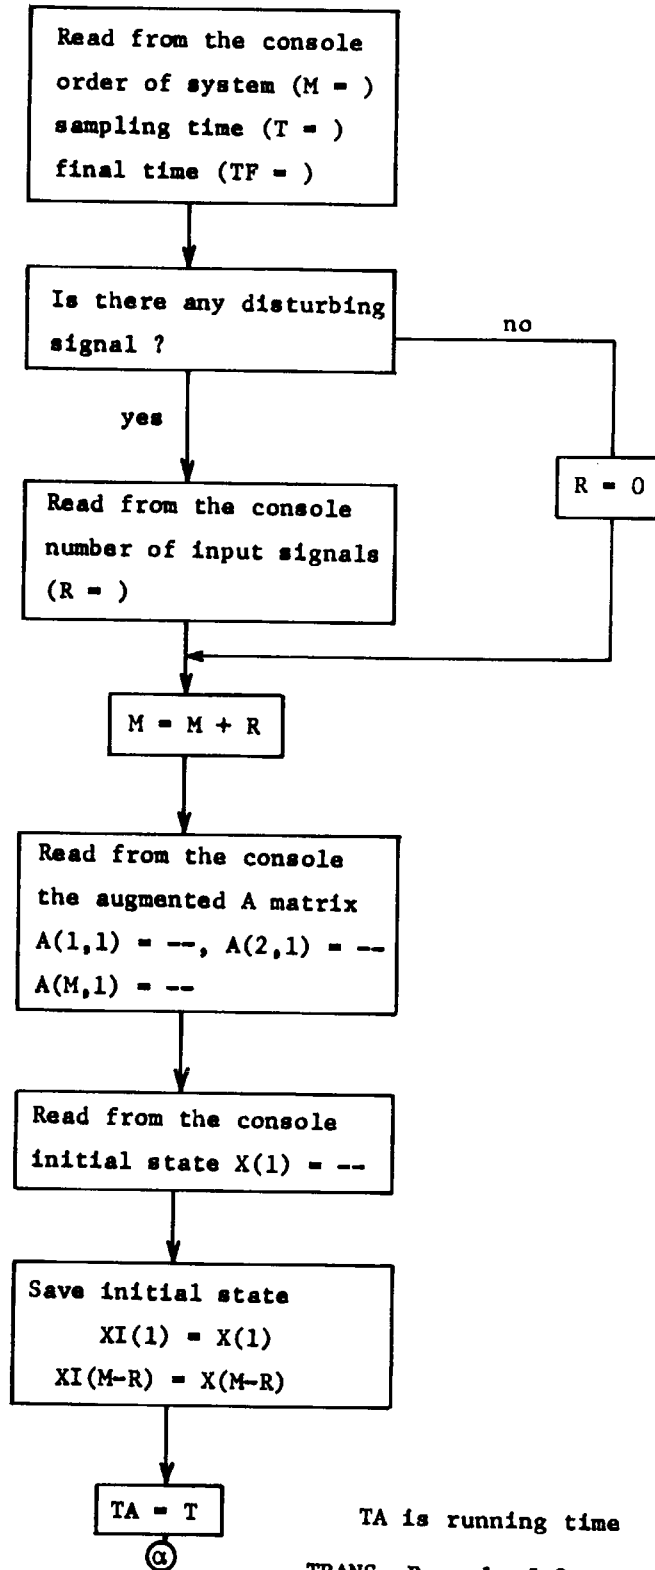 Read from the console
order of system (M = )
sampling time (T = )
final time (TF = )
Is there any disturbing
signal ?
no
yes
R = 0
Read from the console
number of input signals
(R = )
M = M + R
Read from the console
the augmented A matrix
A(1,1) = --, A(2,1) = --
A(M,1) = --
Read from the console
initial state X(1) = --
Save initial state
XI(1) = X(1)
XI(M-R) = X(M-R)
TA = T
TA is running time
α